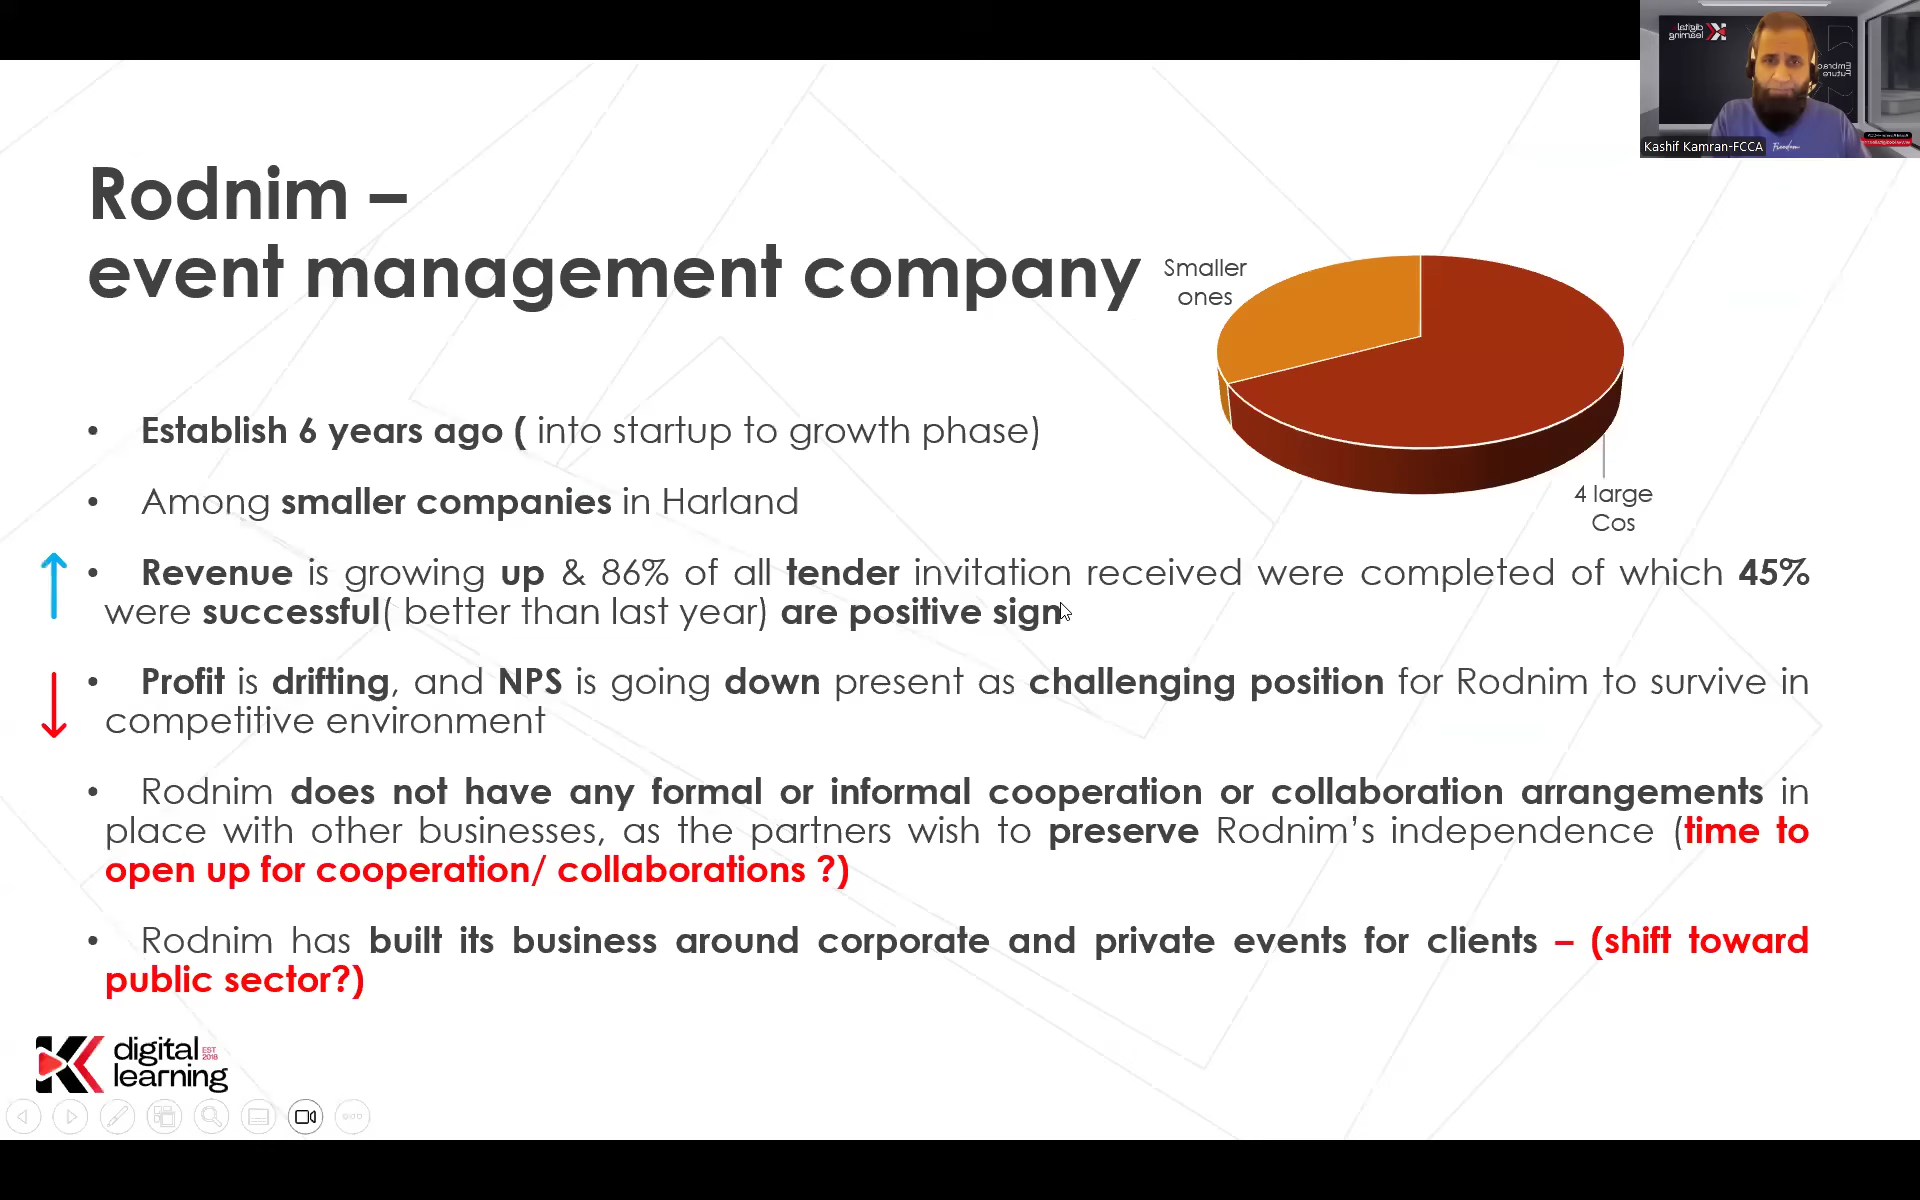 Kashif Kamran-FCCA
Rodnim –
event management company
Smaller
ones
4 large
Cos
• Establish 6 years ago ( into startup to growth phase)
• Among smaller companies in Harland
• Revenue is growing up & 86% of all tender invitation received were completed of which 45%
were successful( better than last year) are positive sign
• Profit is drifting, and NPS is going down present as challenging position for Rodnim to survive in
competitive environment
• Rodnim does not have any formal or informal cooperation or collaboration arrangements in
place with other businesses, as the partners wish to preserve Rodnim’s independence (time to
open up for cooperation/ collaborations ?)
• Rodnim has built its business around corporate and private events for clients – (shift toward
public sector?)
K digital EST 2018
learning